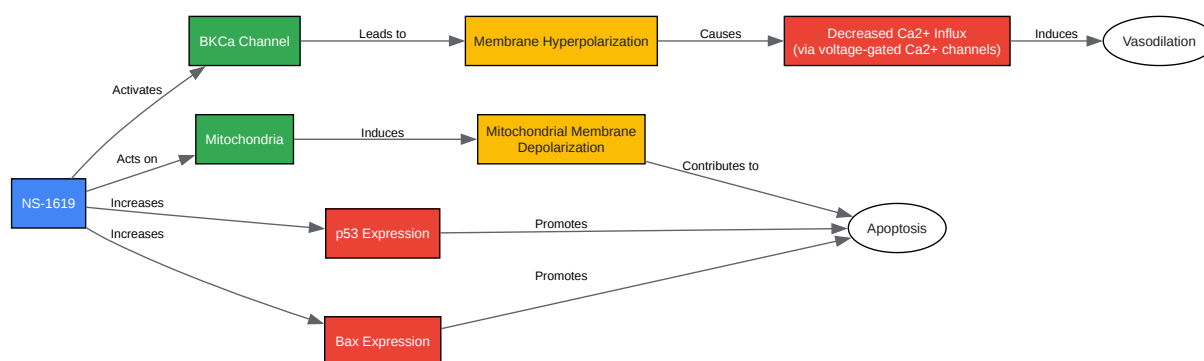 BKCa Channel
Leads to
Membrane Hyperpolarization
Causes
Decreased Ca2+ Influx
(via voltage-gated Ca2+ channels)
Induces
Vasodilation
Activates
Mitochondria
Induces
Mitochondrial Membrane
Depolarization
Acts on
Contributes to
NS-1619
Increases
p53 Expression
Promotes
Apoptosis
Increases
Promotes
Bax Expression